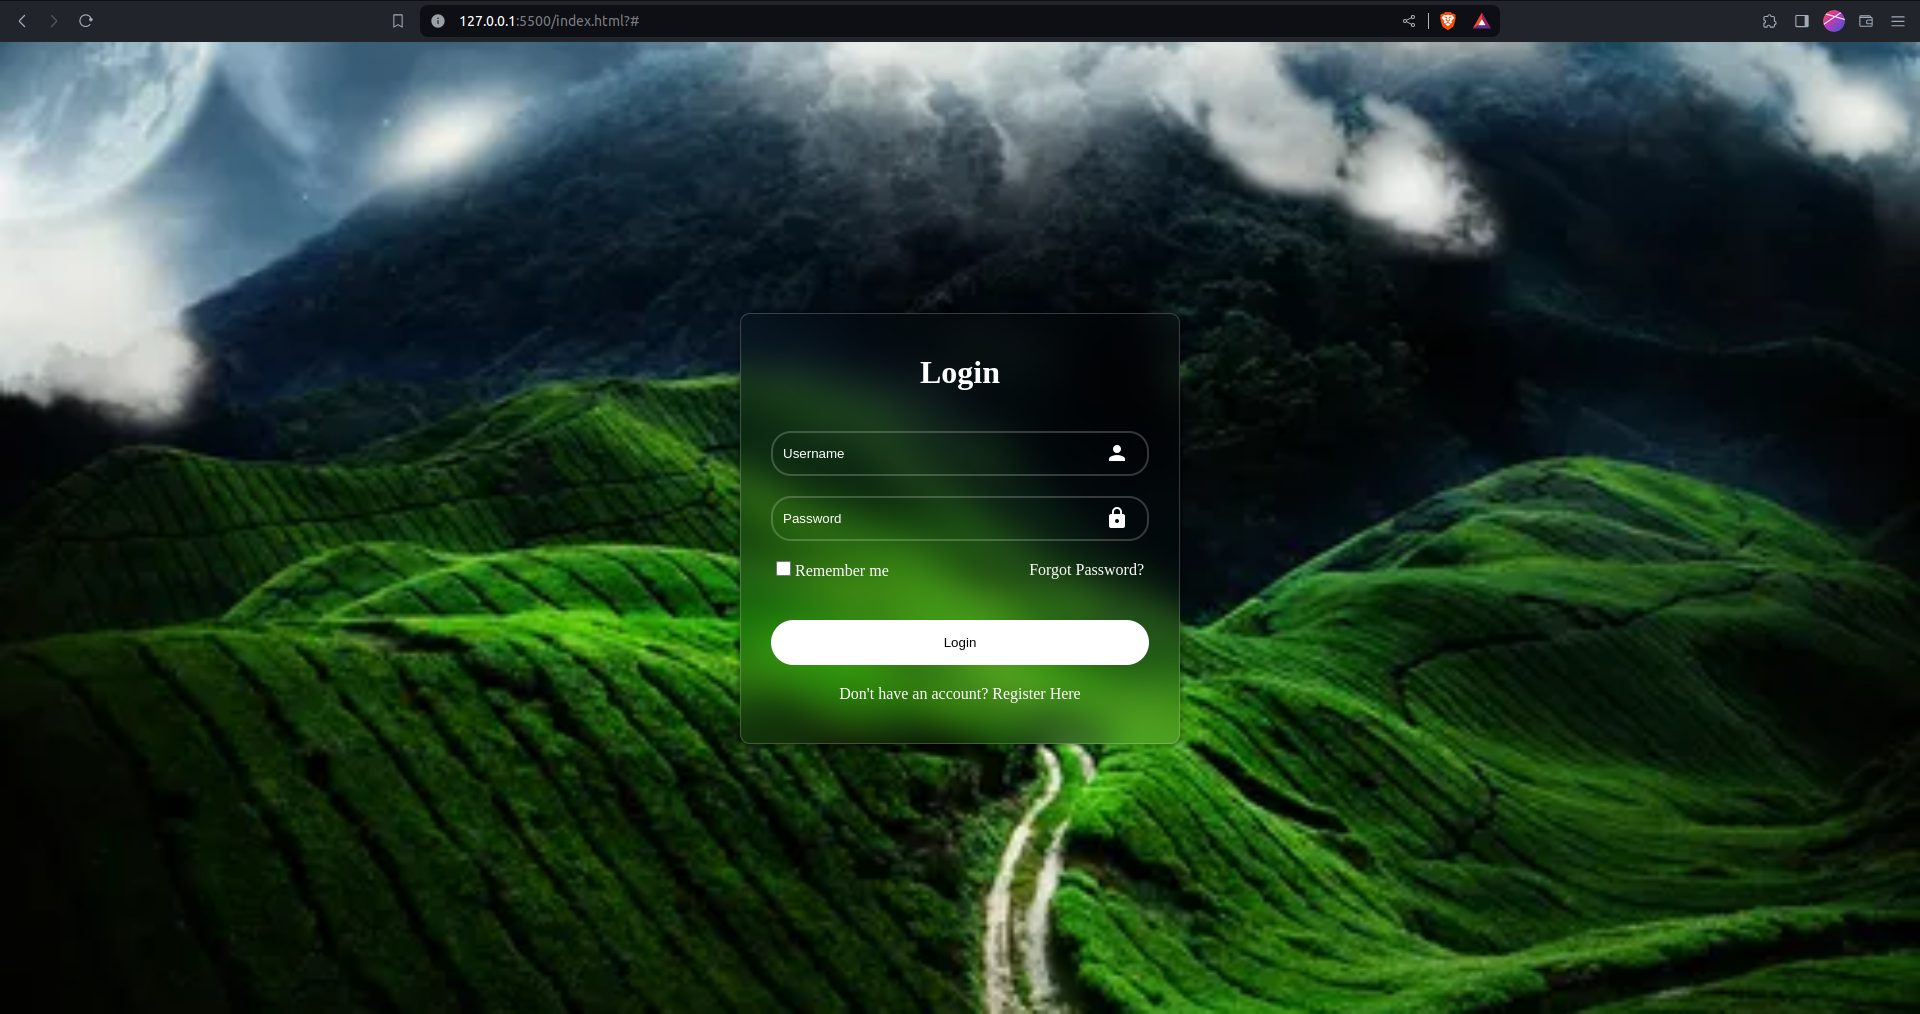 127.0.0.1:5500/index.html?#
Login
Username
Password
Remember me Forgot Password?
Login
Don't have an account? Register Here